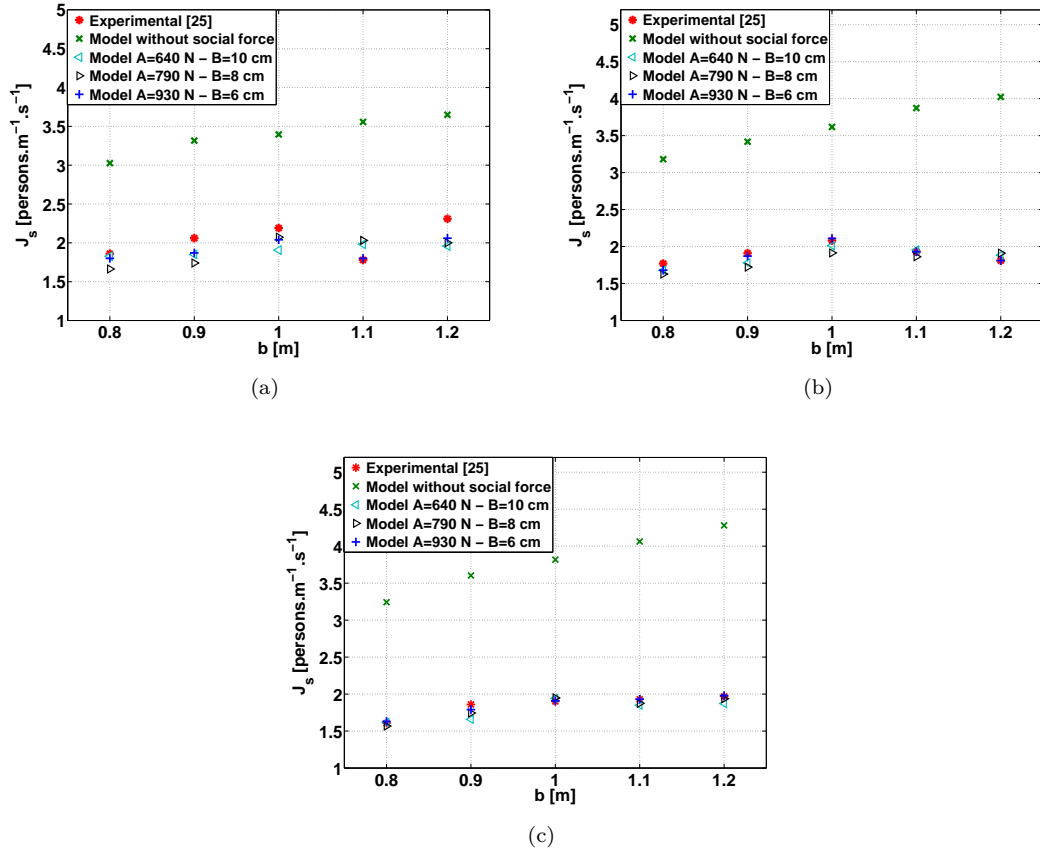 5
4.5
4
3.5
3
2.5
2
1.5
1
J_s [persons.m⁻¹.s⁻¹]
Experimental [25]
Model without social force
Model A=640 N − B=10 cm
Model A=790 N − B=8 cm
Model A=930 N − B=6 cm
0.8 0.9 1 1.1 1.2
b [m]
(a)
5
4.5
4
3.5
3
2.5
2
1.5
1
J_s [persons.m⁻¹.s⁻¹]
Experimental [25]
Model without social force
Model A=640 N − B=10 cm
Model A=790 N − B=8 cm
Model A=930 N − B=6 cm
0.8 0.9 1 1.1 1.2
b [m]
(b)
5
4.5
4
3.5
3
2.5
2
1.5
1
J_s [persons.m⁻¹.s⁻¹]
Experimental [25]
Model without social force
Model A=640 N − B=10 cm
Model A=790 N − B=8 cm
Model A=930 N − B=6 cm
0.8 0.9 1 1.1 1.2
b [m]
(c)